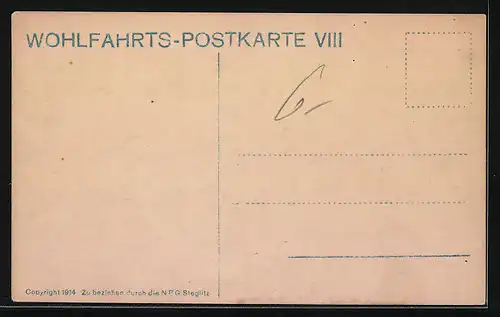 WOHLFAHRTS-POSTKARTE VIII
6-
Copyright 1914 Zu beziehen durch die N P G Steglitz